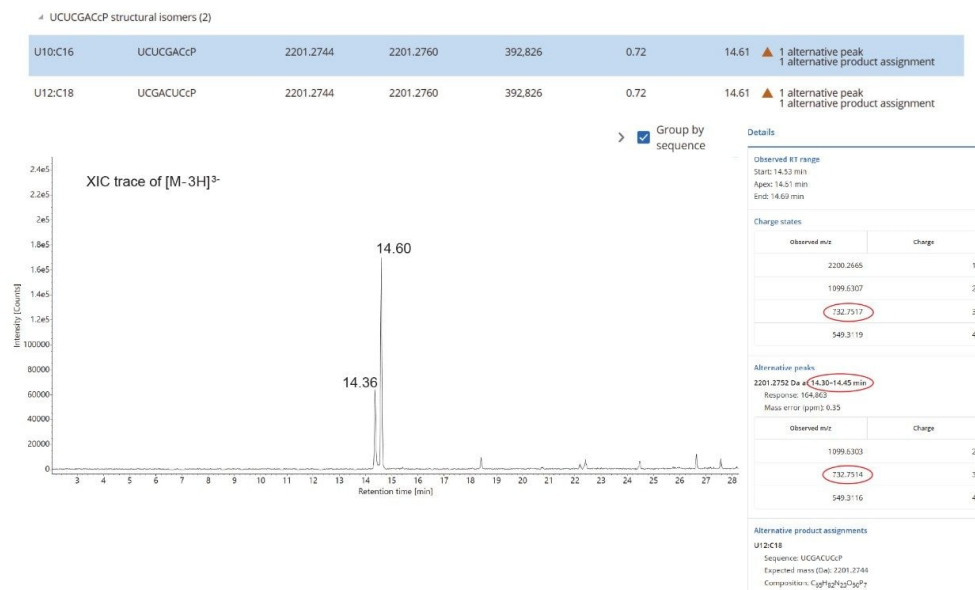 UCUCGACcP structural isomers (2)
U10:C16 UCUCGACcP 2201.2744 2201.2760 392,826 0.72 14.61 1 alternative peak
1 alternative product assignment
U12:C18 UCGACUCcP 2201.2744 2201.2760 392,826 0.72 14.61 1 alternative peak
1 alternative product assignment
Group by
sequence
XIC trace of [M-3H]³⁻
14.60
14.36
Intensity [Counts]
2.4e5
2.2e5
2e5
1.8e5
1.6e5
1.4e5
1.2e5
100000
80000
60000
40000
20000
0
3 4 5 6 7 8 9 10 11 12 13 14 15 16 17 18 19 20 21 22 23 24 25 26 27 28
Retention time [min]
Details
Observed RT range
Start: 14.53 min
Apex: 14.61 min
End: 14.69 min
Charge states
Observed m/z Charge
2200.2665 1
1099.6307 2
732.7517 3
549.3119 4
Alternative peaks
2201.2752 Da at 14.30-14.45 min
Response: 164,863
Mass error (ppm): 0.35
Observed m/z Charge
1099.6303 2
732.7514 3
549.3116 4
Alternative product assignments
U12:C18
Sequence: UCGACUCcP
Expected mass (Da): 2201.2744
Composition: